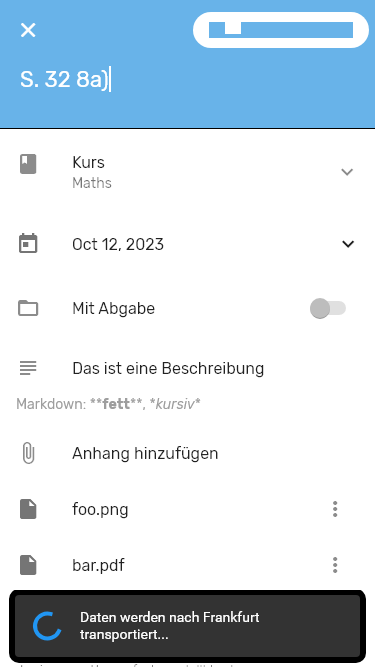 S. 32 8a)
Kurs
Maths
Oct 12, 2023
Mit Abgabe
Das ist eine Beschreibung
Markdown: **fett**, *kursiv*
Anhang hinzufügen
foo.png
bar.pdf
Daten werden nach Frankfurt
transportiert...